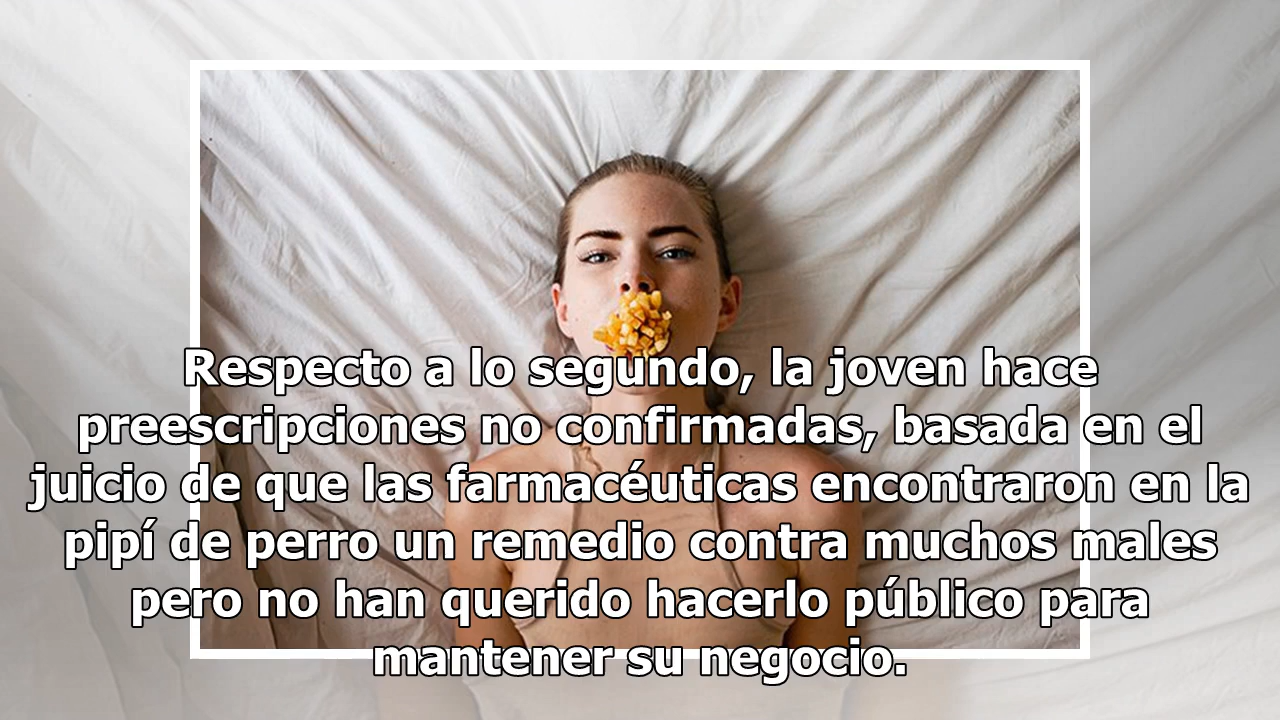 Respecto a lo segundo, la joven hace
preescripciones no confirmadas, basada en el
juicio de que las farmacéuticas encontraron en la
pipí de perro un remedio contra muchos males
pero no han querido hacerlo público para
mantener su negocio.